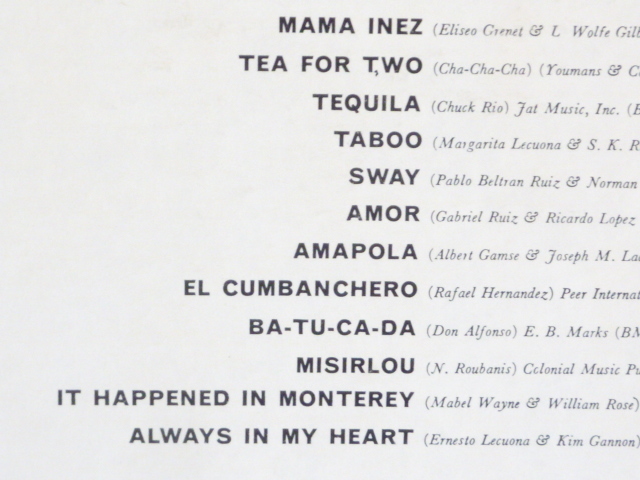 MAMA INEZ (Eliseo Grenet & L Wolfe Gilb
TEA FOR TWO (Cha-Cha-Cha) (Youmans & C
TEQUILA (Chuck Rio) Jat Music, Inc. (B
TABOO (Margarita Lecuona & S. K. R
SWAY (Pablo Beltran Ruiz & Norman
AMOR (Gabriel Ruiz & Ricardo Lopez
AMAPOLA (Albert Gamse & Joseph M. Lac
EL CUMBANCHERO (Rafael Hernandez) Peer Internat
BA-TU-CA-DA (Don Alfonso) E. B. Marks (BM
MISIRLOU (N. Roubanis) Colonial Music Pu
IT HAPPENED IN MONTEREY (Mabel Wayne & William Rose)
ALWAYS IN MY HEART (Ernesto Lecuona & Kim Gannon)